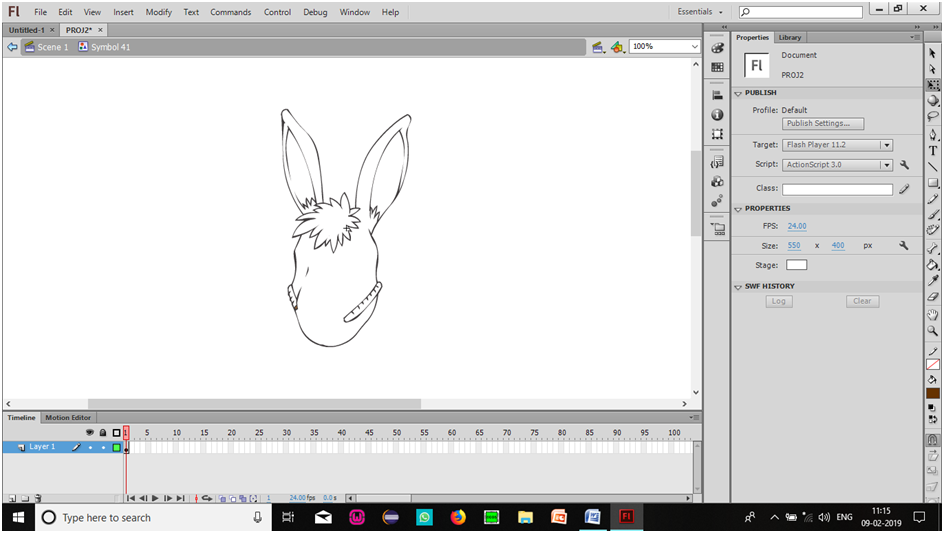 Fl File Edit View Insert Modify Text Commands Control Debug Window Help Essentials
Untitled-1 × PROJ2* ×
Scene 1 Symbol 41 100%
Properties Library
Fl Document
PROJ2
PUBLISH
Profile: Default
Publish Settings...
Target: Flash Player 11.2
Script: ActionScript 3.0
Class:
PROPERTIES
FPS: 24.00
Size: 550 x 400 px
Stage:
SWF HISTORY
Log Clear
T
Timeline Motion Editor
1 5 10 15 20 25 30 35 40 45 50 55 60 65 70 75 80 85 90 95 100
Layer 1
1 24.00 fps 0.0 s
Type here to search
ENG
11:15
09-02-2019